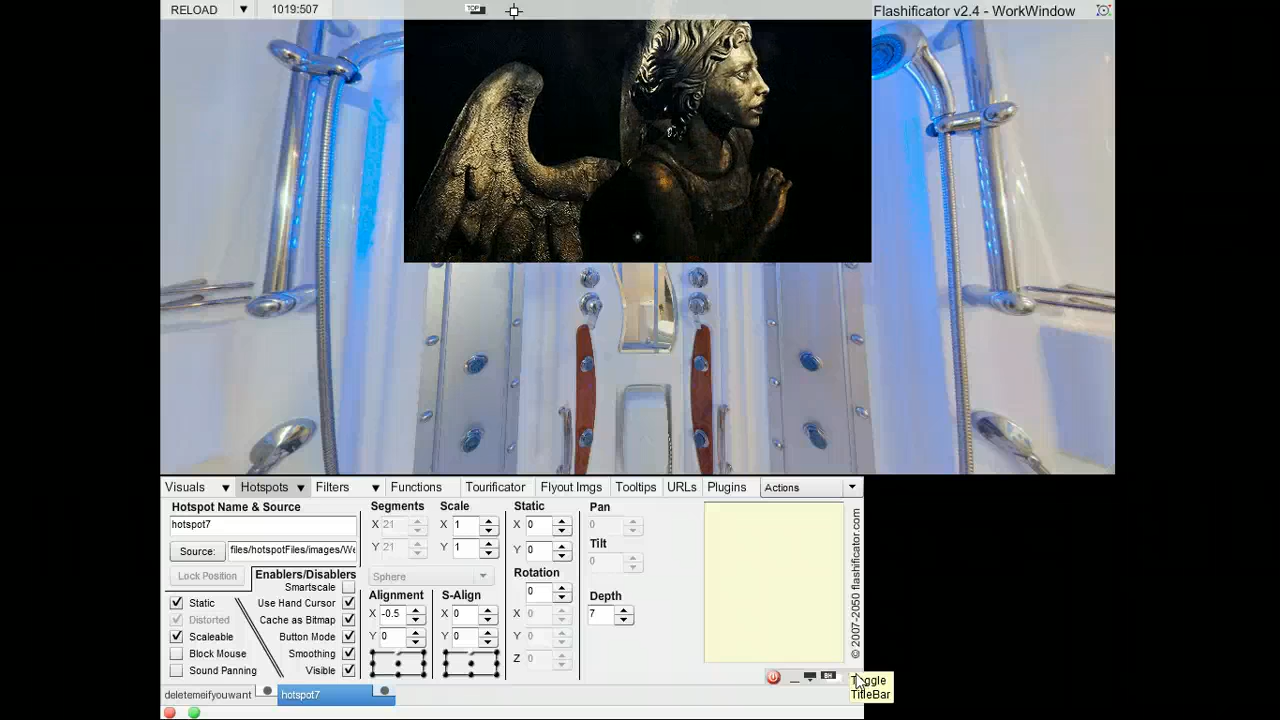 RELOAD 1019:507 TOP Flashificator v2.4 - WorkWindow
Visuals Hotspots Filters Functions Tourificator Flyout Imgs Tooltips URLs Plugins Actions
Hotspot Name & Source Segments Scale Static Pan
hotspot7 X 21 X 1 X 0 0
Tilt
Source: files/hotspotFiles/images/We Y 21 Y 1 Y 0 0
Lock Position Enablers/Disablers Sphere Rotation
Smartscale 0
Alignment S-Align Depth
Static Use Hand Cursor X -0.5 X 0 X 0 7
Distorted Cache as Bitmap
Scaleable Button Mode Y 0 Y 0 Y 0
Block Mouse Smoothing Z 0
Sound Panning Visible
© 2007-2050 flashificator.com
BH Toggle
TitleBar
deletemeifyouwant hotspot7